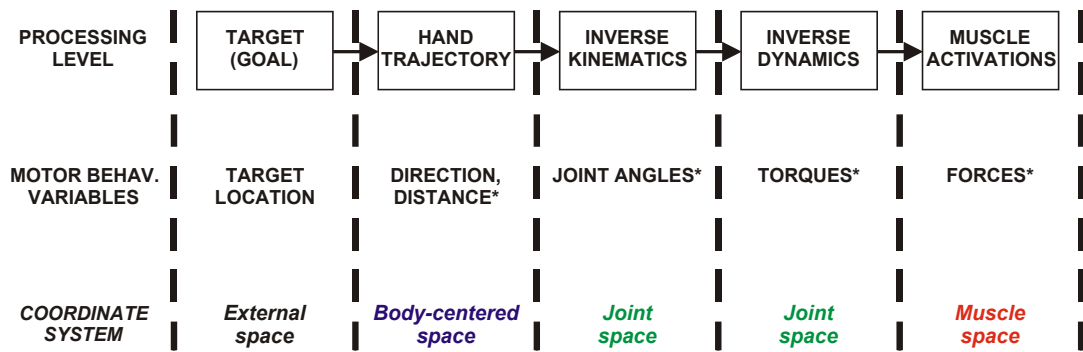 PROCESSING
LEVEL
TARGET
(GOAL)
HAND
TRAJECTORY
INVERSE
KINEMATICS
INVERSE
DYNAMICS
MUSCLE
ACTIVATIONS
MOTOR BEHAV.
VARIABLES
TARGET
LOCATION
DIRECTION,
DISTANCE*
JOINT ANGLES*
TORQUES*
FORCES*
COORDINATE
SYSTEM
External
space
Body-centered
space
Joint
space
Joint
space
Muscle
space